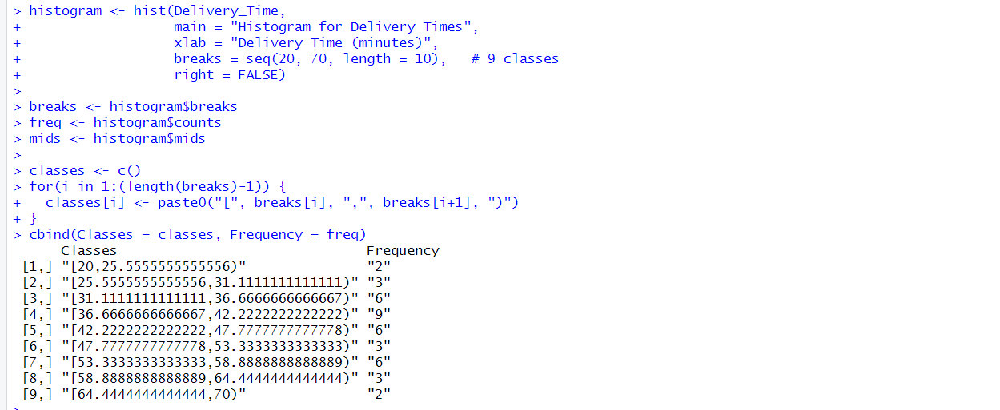 > histogram <- hist(Delivery_Time,
+                   main = "Histogram for Delivery Times",
+                   xlab = "Delivery Time (minutes)",
+                   breaks = seq(20, 70, length = 10),   # 9 classes
+                   right = FALSE)
>
> breaks <- histogram$breaks
> freq <- histogram$counts
> mids <- histogram$mids
>
> classes <- c()
> for(i in 1:(length(breaks)-1)) {
+   classes[i] <- paste0("[", breaks[i], ",", breaks[i+1], ")")
+ }
> cbind(Classes = classes, Frequency = freq)
      Classes                               Frequency
 [1,] "[20,25.5555555555556)"               "2"
 [2,] "[25.5555555555556,31.1111111111111)" "3"
 [3,] "[31.1111111111111,36.6666666666667)" "6"
 [4,] "[36.6666666666667,42.2222222222222)" "9"
 [5,] "[42.2222222222222,47.7777777777778)" "6"
 [6,] "[47.7777777777778,53.3333333333333)" "3"
 [7,] "[53.3333333333333,58.8888888888889)" "6"
 [8,] "[58.8888888888889,64.4444444444444)" "3"
 [9,] "[64.4444444444444,70)"               "2"
>